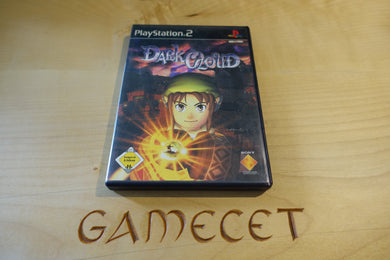 PlayStation.2
DARK CLOUD
SONY
GAMECET